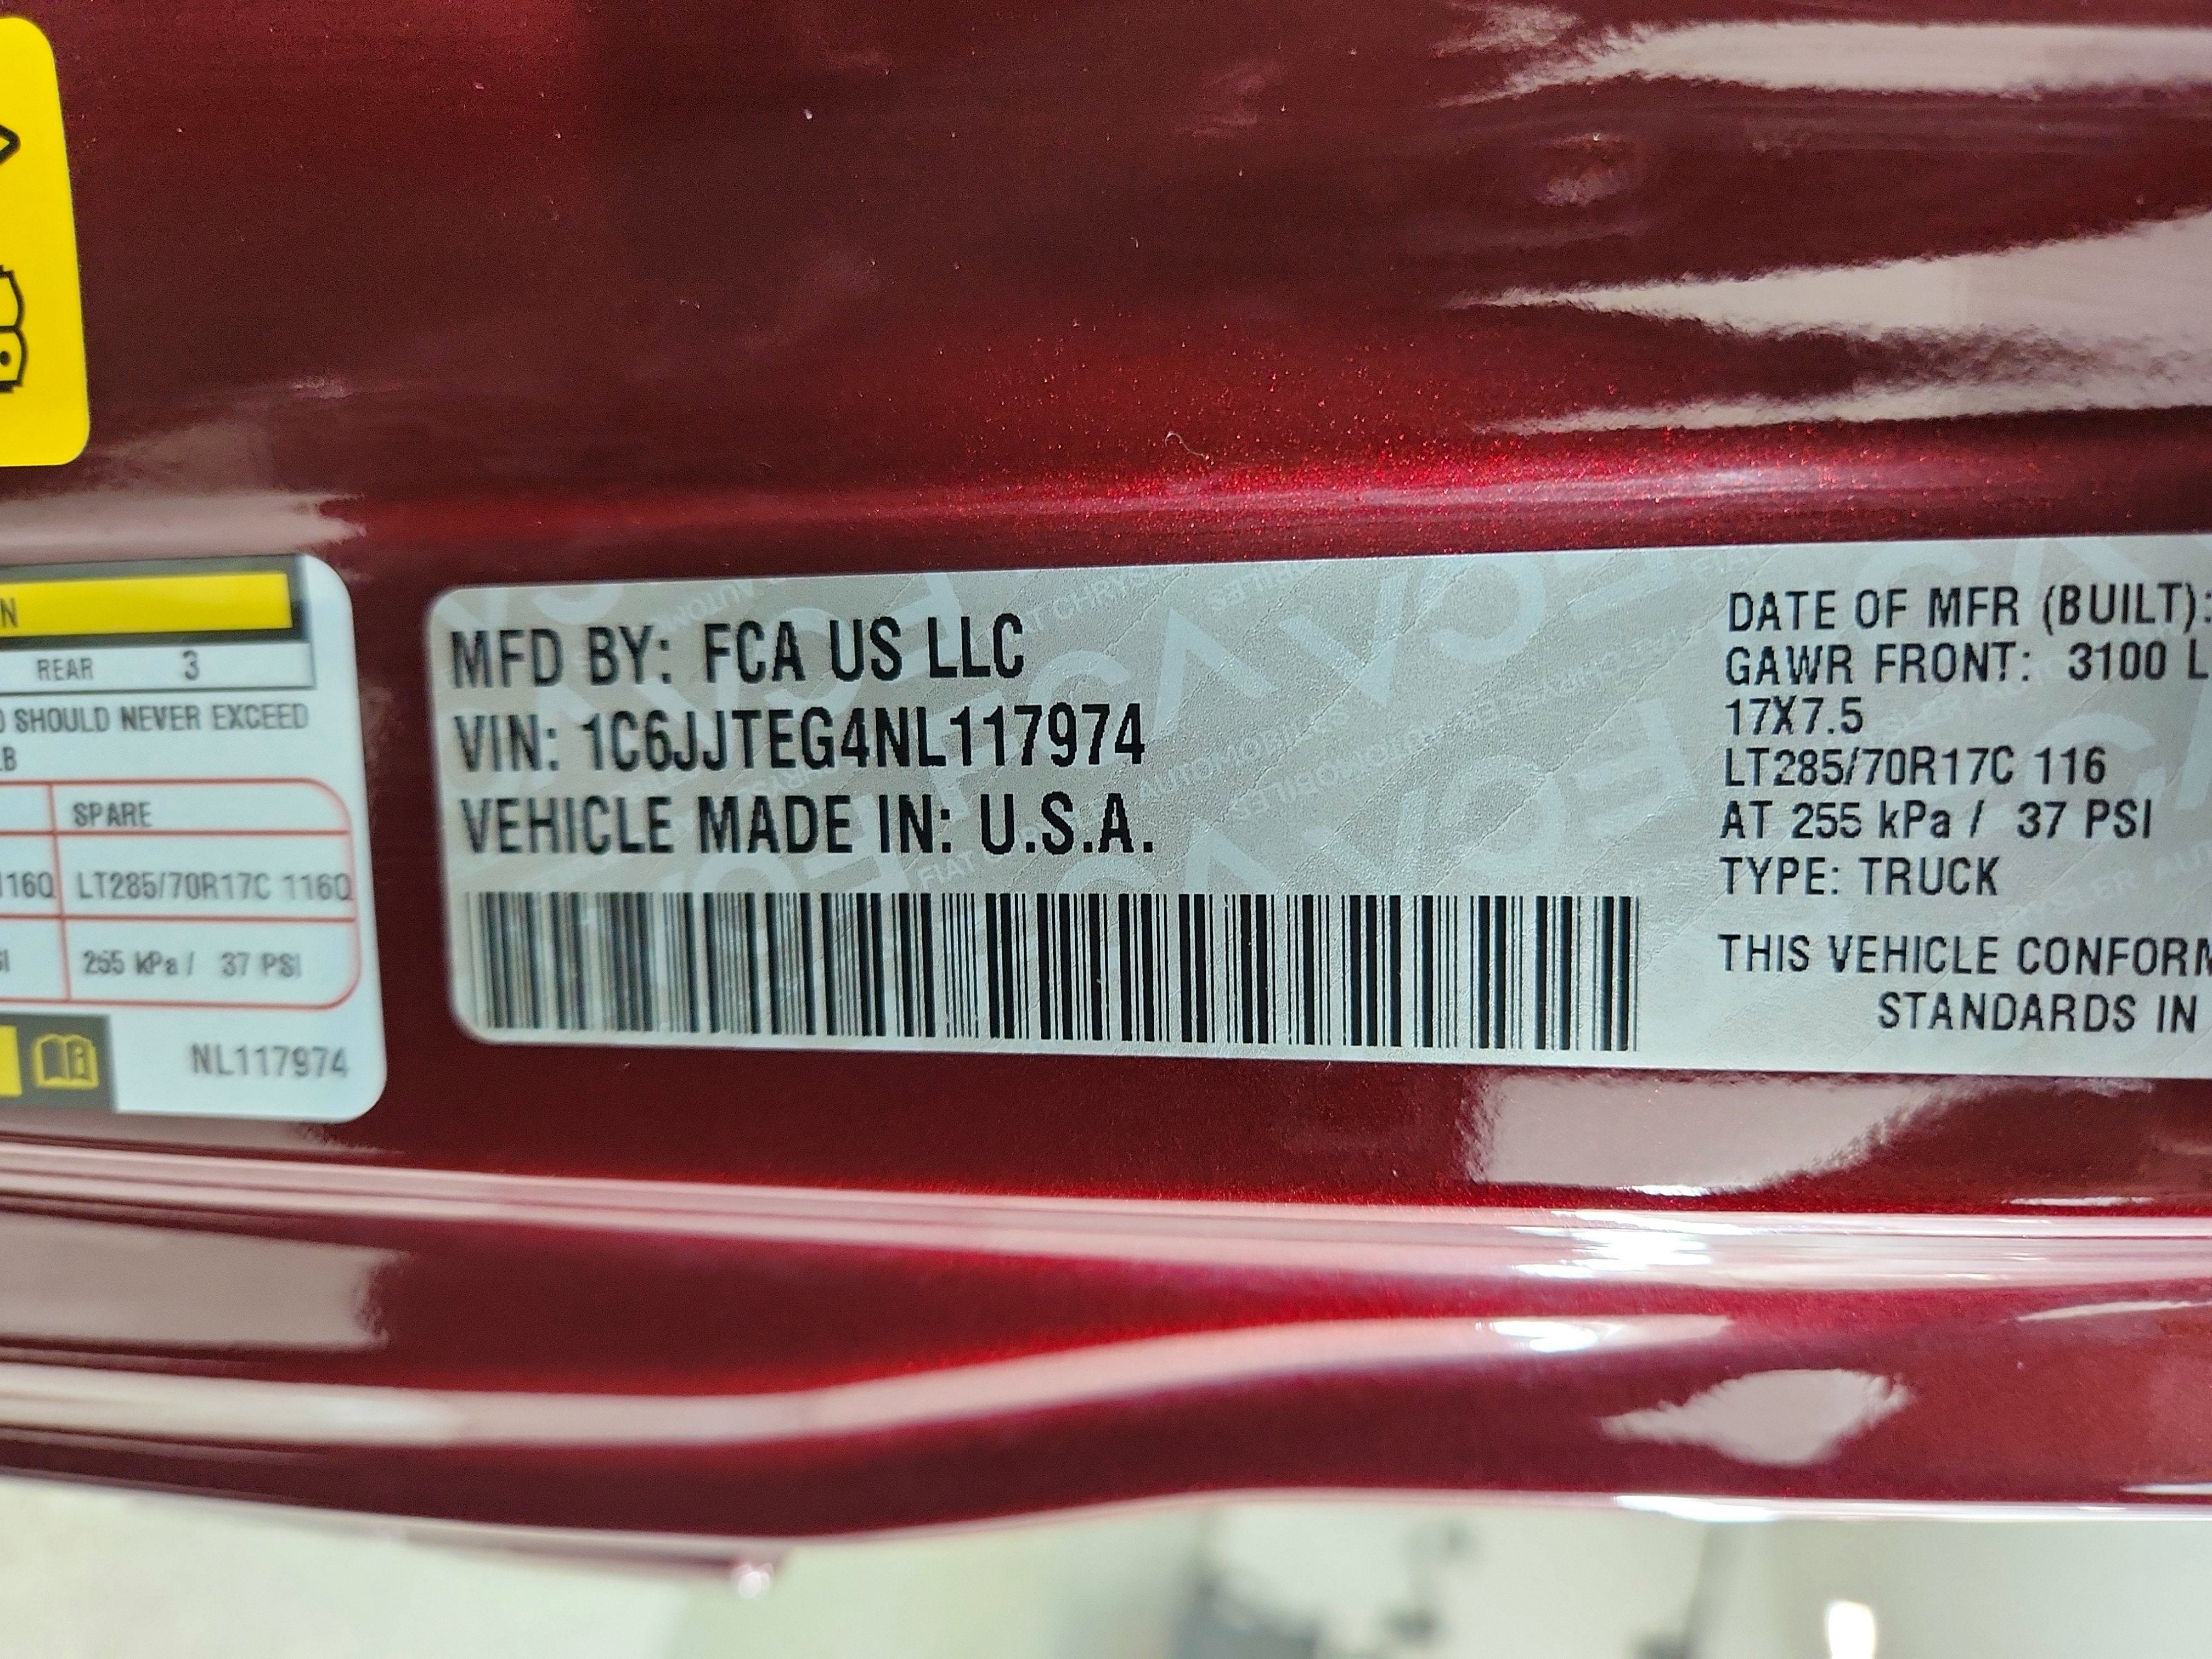 N
REAR 3
SHOULD NEVER EXCEED
SPARE
116Q LT285/70R17C 116Q
255 kPa / 37 PSI
NL117974
MFD BY: FCA US LLC
VIN: 1C6JJTEG4NL117974
VEHICLE MADE IN: U.S.A.
DATE OF MFR (BUILT):
GAWR FRONT: 3100 L
17X7.5
LT285/70R17C 116
AT 255 kPa / 37 PSI
TYPE: TRUCK
THIS VEHICLE CONFORM
STANDARDS IN